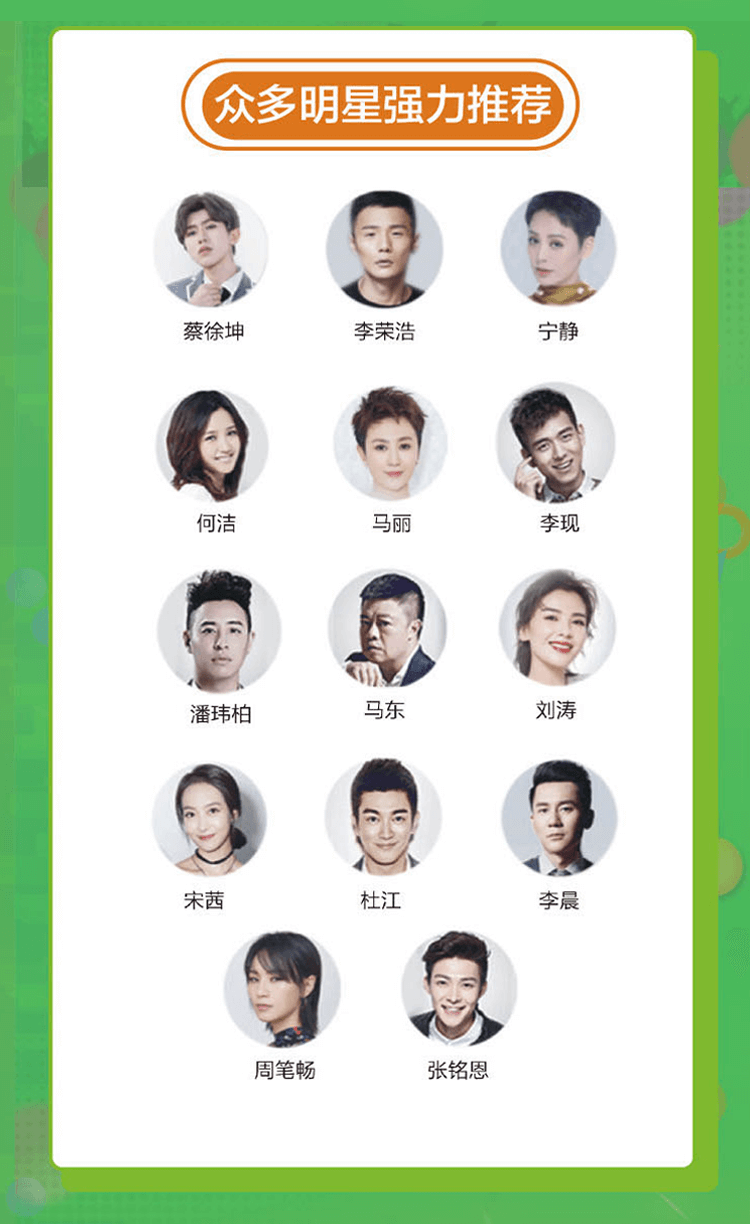 众多明星强力推荐
蔡徐坤
李荣浩
宁静
何洁
马丽
李现
潘玮柏
马东
刘涛
宋茜
杜江
李晨
周笔畅
张铭恩